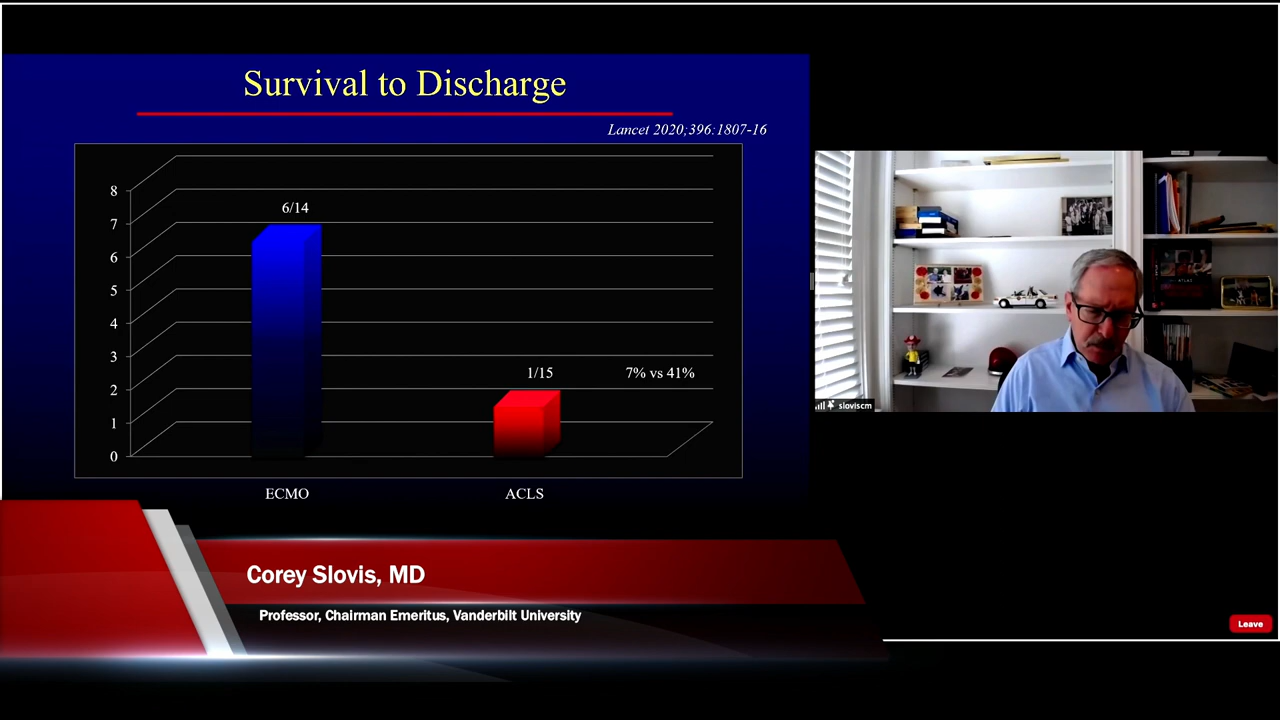 Survival to Discharge
Lancet 2020;396:1807-16
8
7
6
5
4
3
2
1
0
6/14
1/15
7% vs 41%
ECMO
ACLS
sloviscm
Corey Slovis, MD
Professor, Chairman Emeritus, Vanderbilt University
Leave